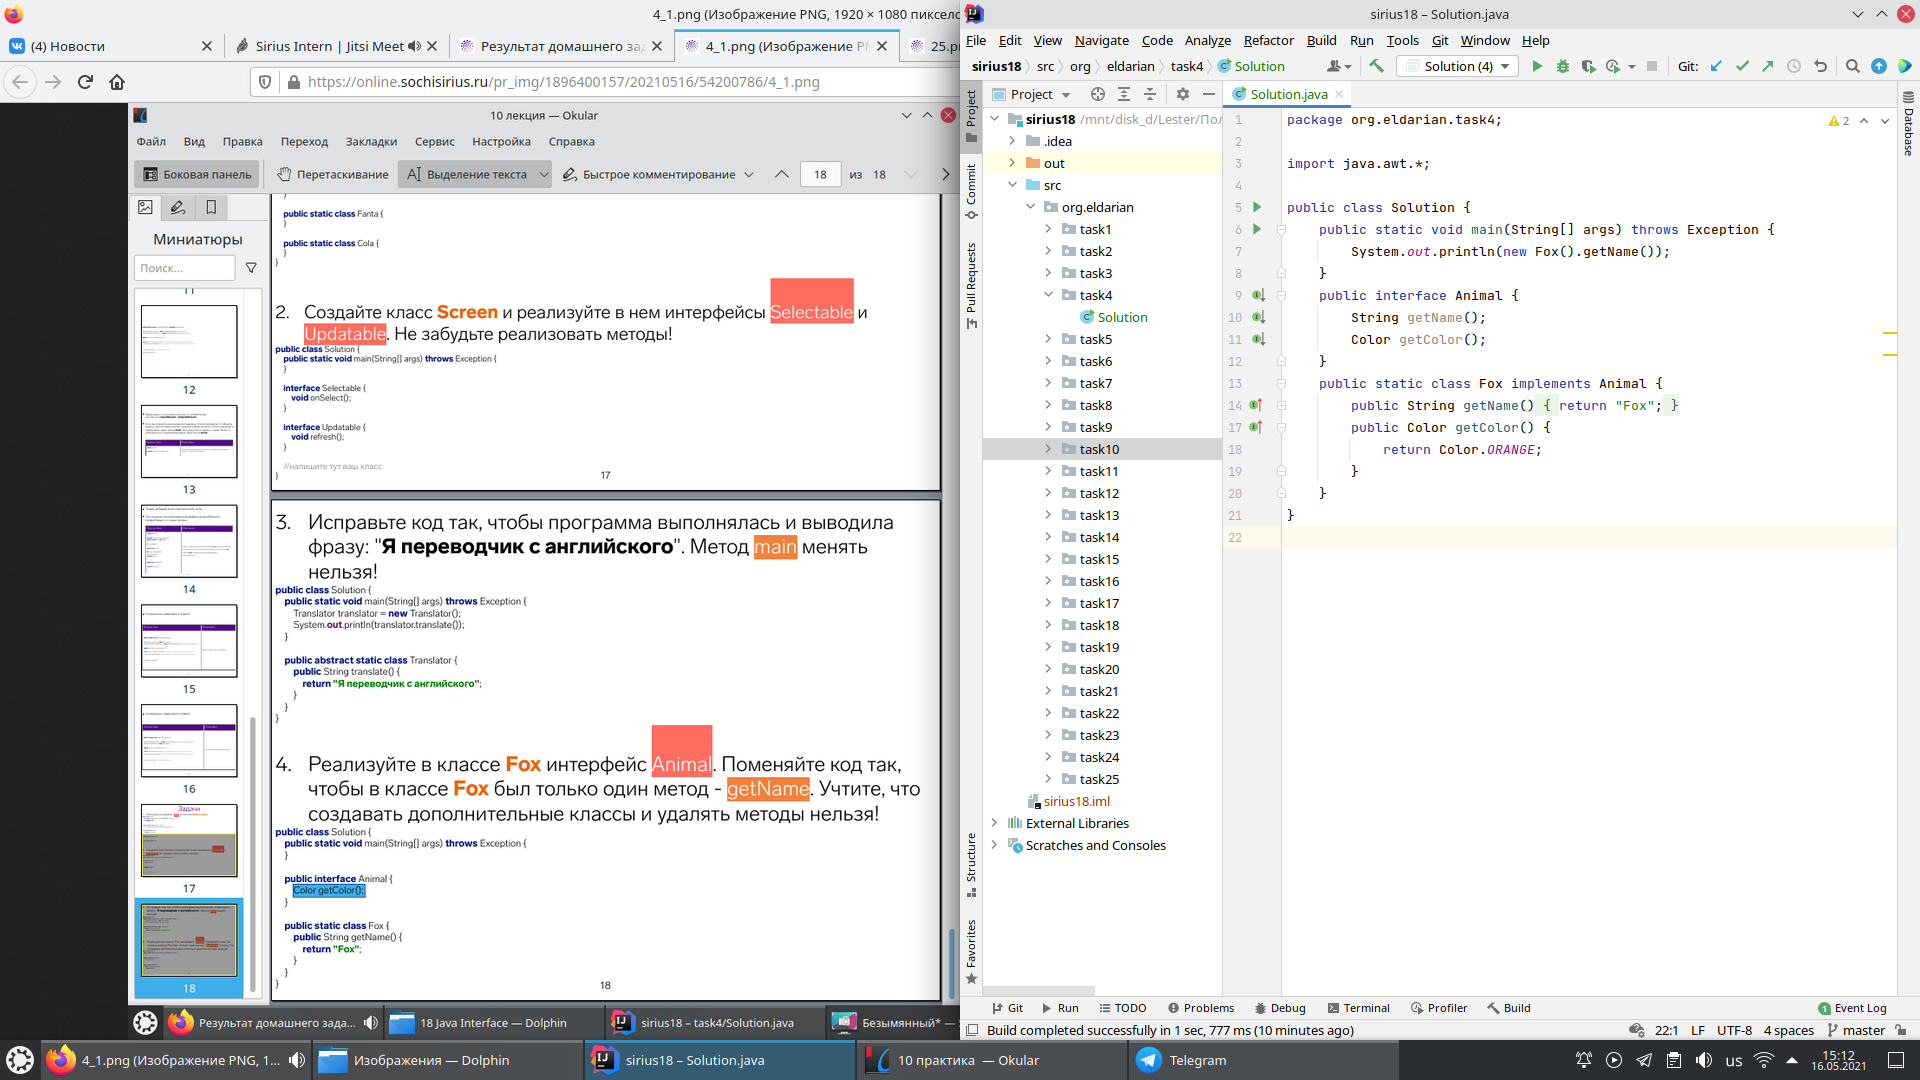 4_1.png (Изображение PNG, 1920 × 1080 пиксело
(4) Новости
Sirius Intern | Jitsi Meet
Результат домашнего за
4_1.png (Изображение PN
25.pn
https://online.sochisirius.ru/pr_img/1896400157/20210516/54200786/4_1.png
10 лекция — Okular
Файл Вид Правка Переход Закладки Сервис Настройка Справка
Боковая панель Перетаскивание Выделение текста Быстрое комментирование 18 из 18
Миниатюры
Поиск...
11
12
13
14
15
16
Задачи
17
18
}
public static class Fanta {
}
public static class Cola {
}
}
2. Создайте класс Screen и реализуйте в нем интерфейсы Selectable и
Updatable. Не забудьте реализовать методы!
public class Solution {
public static void main(String[] args) throws Exception {
}
interface Selectable {
void onSelect();
}
interface Updatable {
void refresh();
}
//напишите тут ваш класс
}
17
3. Исправьте код так, чтобы программа выполнялась и выводила
фразу: "Я переводчик с английского". Метод main менять
нельзя!
public class Solution {
public static void main(String[] args) throws Exception {
Translator translator = new Translator();
System.out.println(translator.translate());
}
public abstract static class Translator {
public String translate() {
return "Я переводчик с английского";
}
}
}
4. Реализуйте в классе Fox интерфейс Animal. Поменяйте код так,
чтобы в классе Fox был только один метод - getName. Учтите, что
создавать дополнительные классы и удалять методы нельзя!
public class Solution {
public static void main(String[] args) throws Exception {
}
public interface Animal {
Color getColor();
}
public static class Fox {
public String getName() {
return "Fox";
}
}
}
18
Результат домашнего зада...
18 Java Interface — Dolphin
sirius18 – task4/Solution.java
Безымянный* —
sirius18 – Solution.java
File Edit View Navigate Code Analyze Refactor Build Run Tools Git Window Help
sirius18 src org eldarian task4 Solution
Solution (4)
Git:
Project
Solution.java
Project
Commit
Pull Requests
Structure
Favorites
sirius18 /mnt/disk_d/Lester/Пол
.idea
out
src
org.eldarian
task1
task2
task3
task4
Solution
task5
task6
task7
task8
task9
task10
task11
task12
task13
task14
task15
task16
task17
task18
task19
task20
task21
task22
task23
task24
task25
sirius18.iml
External Libraries
Scratches and Consoles
1 package org.eldarian.task4;
2
3 import java.awt.*;
4
5 public class Solution {
6 public static void main(String[] args) throws Exception {
7 System.out.println(new Fox().getName());
8 }
9 public interface Animal {
10 String getName();
11 Color getColor();
12 }
13 public static class Fox implements Animal {
14 public String getName() { return "Fox"; }
17 public Color getColor() {
18 return Color.ORANGE;
19 }
20 }
21 }
22
2
Database
Git Run TODO Problems Debug Terminal Profiler Build
1 Event Log
Build completed successfully in 1 sec, 777 ms (10 minutes ago)
22:1 LF UTF-8 4 spaces master
4_1.png (Изображение PNG, 1...
Изображения — Dolphin
sirius18 – Solution.java
10 практика — Okular
Telegram
us
15:12
16.05.2021